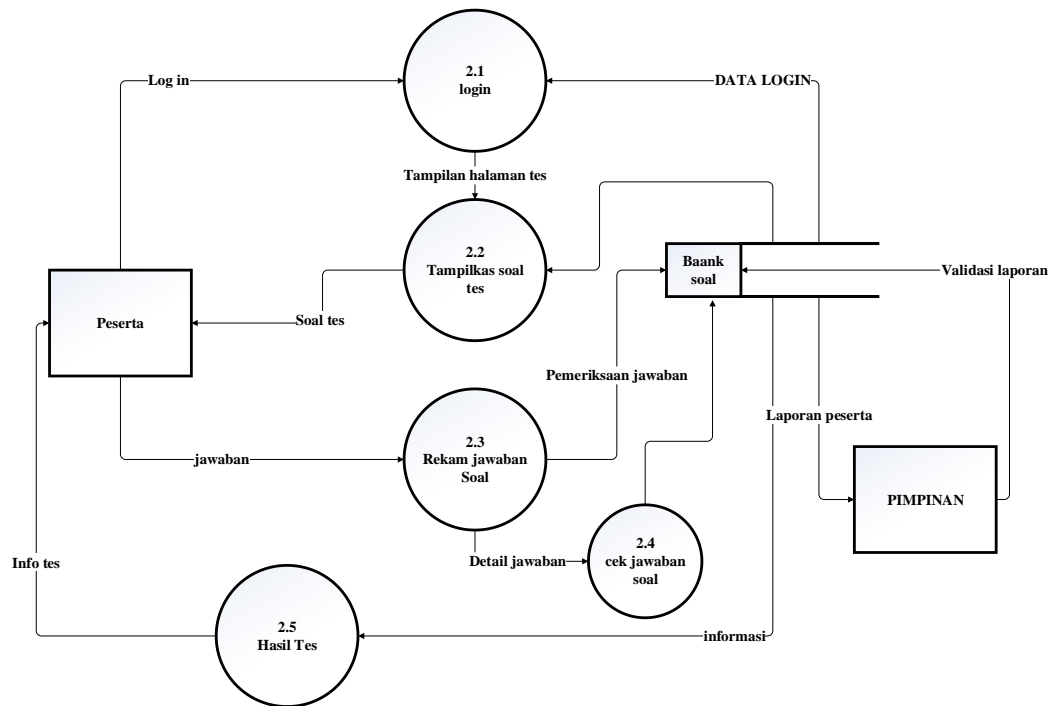 2.1
login
Log in
DATA LOGIN
Tampilan halaman tes
2.2
Tampilkas soal
tes
Baank
soal
Validasi laporan
Peserta
Soal tes
Pemeriksaan jawaban
Laporan peserta
2.3
Rekam jawaban
Soal
jawaban
PIMPINAN
2.4
cek jawaban
soal
Detail jawaban
Info tes
2.5
Hasil Tes
informasi